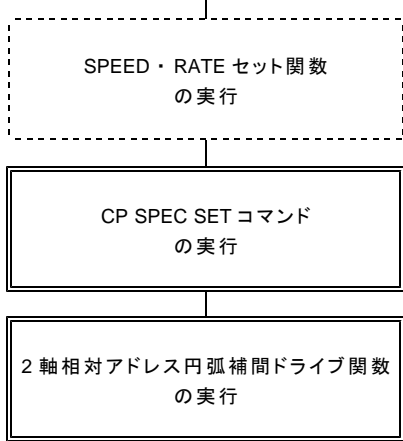 SPEED・RATE セット関数
の実行
CP SPEC SET コマンド
の実行
2 軸相対アドレス円弧補間ドライブ関数
の実行